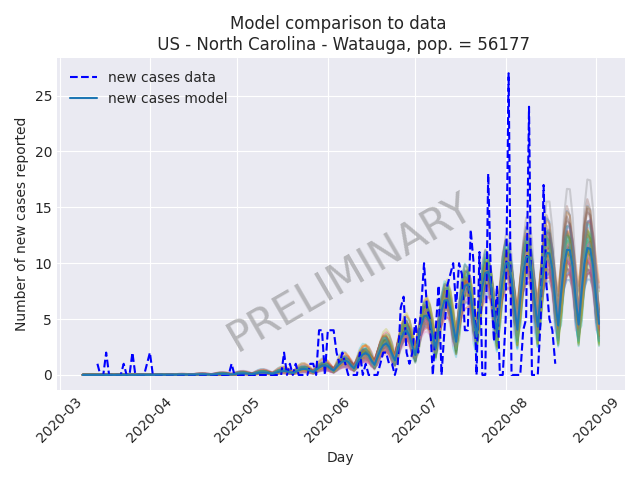 Model comparison to data
US - North Carolina - Watauga, pop. = 56177
new cases data
new cases model
PRELIMINARY
Number of new cases reported
25
20
15
10
5
0
2020-03
2020-04
2020-05
2020-06
2020-07
2020-08
2020-09
Day